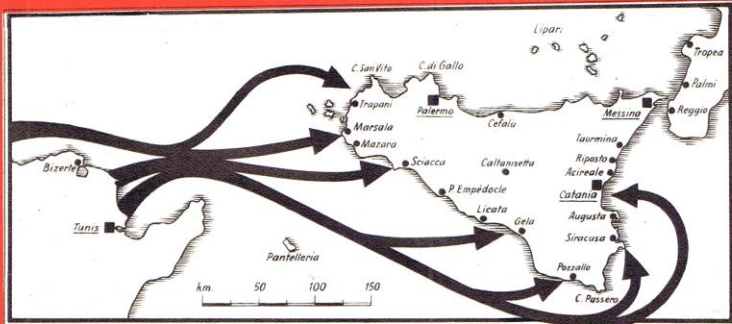 Lipari
C. San Vito
C. di Gallo
Tropea
Palmi
Trapani
Palermo
Messina
Reggio
Cefalù
Marsala
Taormina
Mazara
Bizerte
Sciacca
Caltanisetta
Riposto
Acireale
P. Empédocle
Catania
Licata
Augusta
Gela
Tunis
Siracusa
Pantelleria
Pozzallo
C. Passero
km. 50 100 150